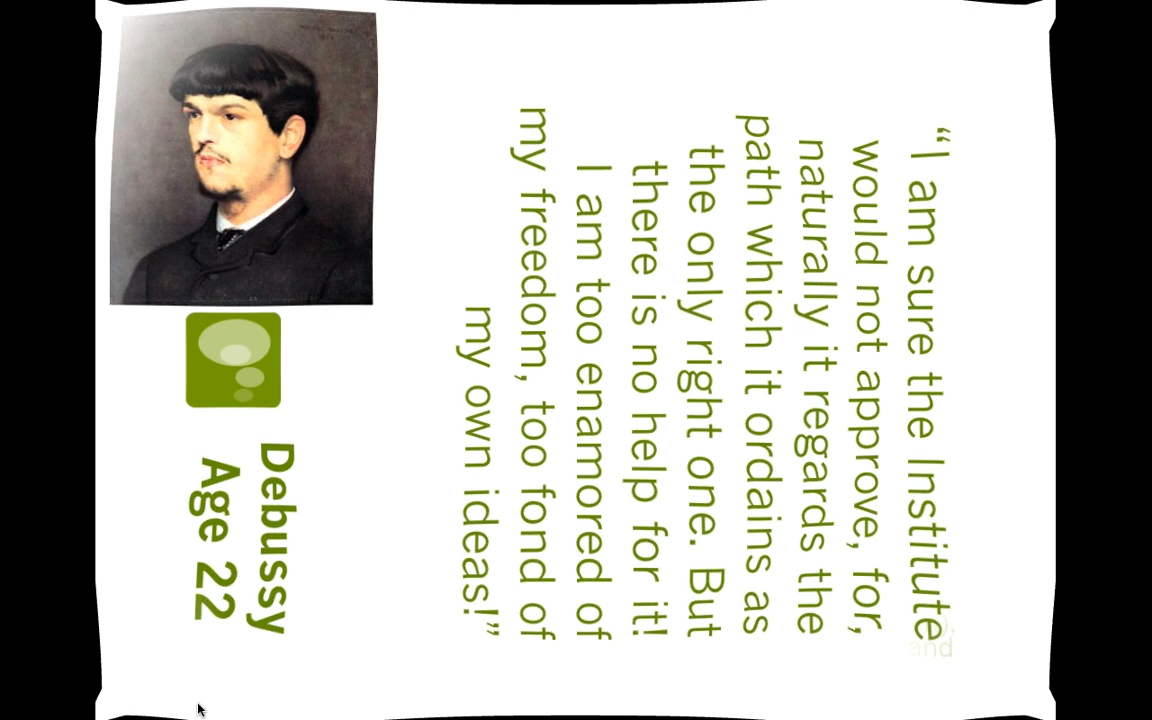 “I am sure the Institute
would not approve, for,
naturally it regards the
path which it ordains as
the only right one. But
there is no help for it!
I am too enamored of
my freedom, too fond of
my own ideas!”
Debussy
Age 22
and